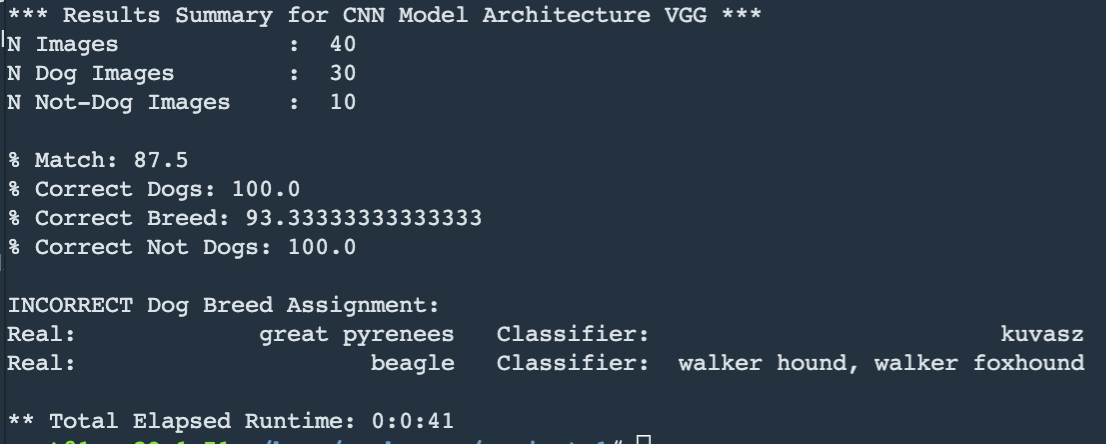 *** Results Summary for CNN Model Architecture VGG ***
N Images            :  40
N Dog Images        :  30
N Not-Dog Images    :  10
% Match: 87.5
% Correct Dogs: 100.0
% Correct Breed: 93.33333333333333
% Correct Not Dogs: 100.0
INCORRECT Dog Breed Assignment:
Real:             great pyrenees   Classifier:                         kuvasz
Real:                     beagle   Classifier:  walker hound, walker foxhound
** Total Elapsed Runtime: 0:0:41